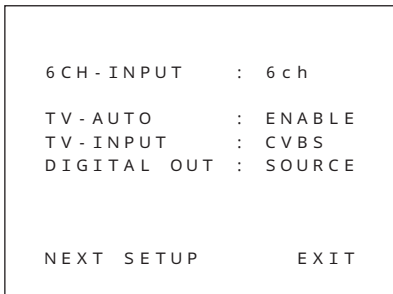 6CH-INPUT : 6ch
TV-AUTO : ENABLE
TV-INPUT : CVBS
DIGITAL OUT : SOURCE
NEXT SETUP EXIT